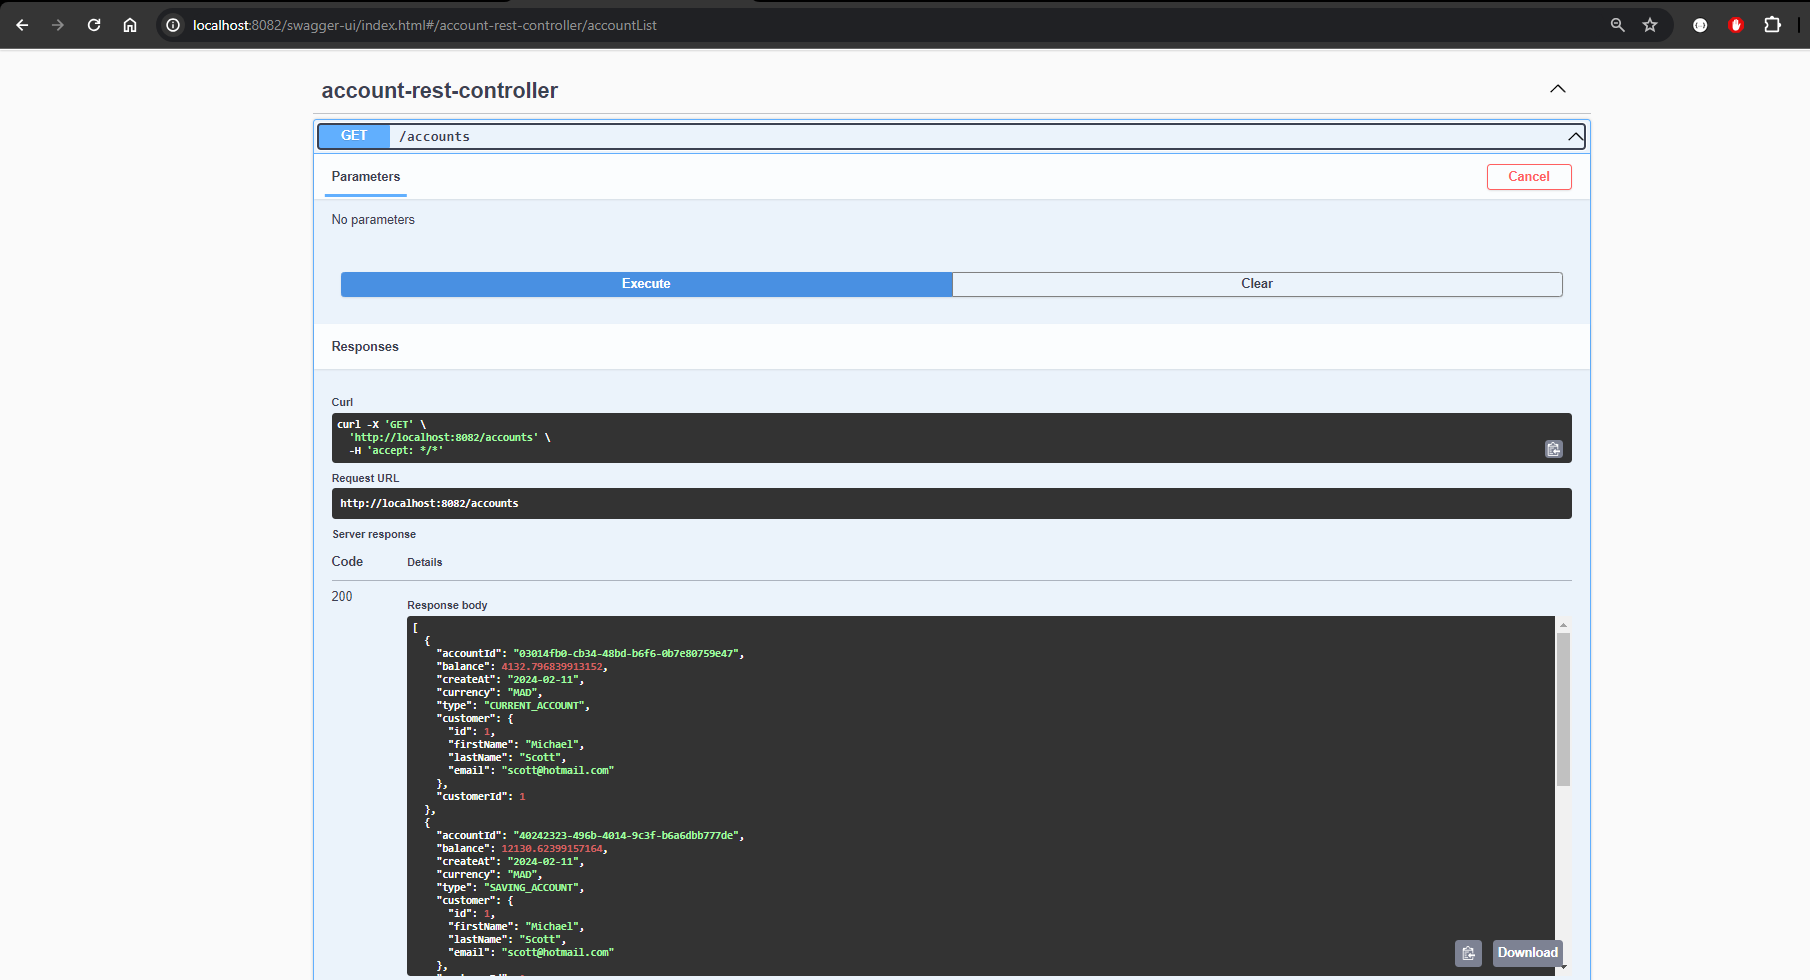 localhost:8082/swagger-ui/index.html#/account-rest-controller/accountList
account-rest-controller
GET /accounts
Parameters
Cancel
No parameters
Execute
Clear
Responses
Curl
curl -X 'GET' \
'http://localhost:8082/accounts' \
-H 'accept: */*'
Request URL
http://localhost:8082/accounts
Server response
Code Details
200
Response body
[
{
"accountId": "03014fb0-cb34-48bd-b6f6-0b7e80759e47",
"balance": 4132.796839913152,
"createAt": "2024-02-11",
"currency": "MAD",
"type": "CURRENT_ACCOUNT",
"customer": {
"id": 1,
"firstName": "Michael",
"lastName": "Scott",
"email": "scott@hotmail.com"
},
"customerId": 1
},
{
"accountId": "40242323-496b-4014-9c3f-b6a6dbb777de",
"balance": 12130.62399157164,
"createAt": "2024-02-11",
"currency": "MAD",
"type": "SAVING_ACCOUNT",
"customer": {
"id": 1,
"firstName": "Michael",
"lastName": "Scott",
"email": "scott@hotmail.com"
},
Download